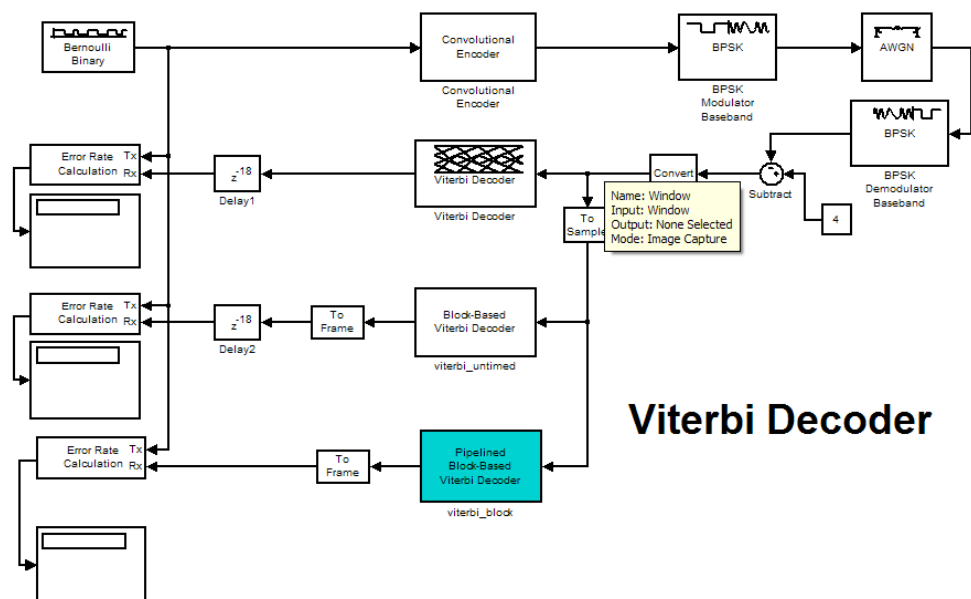 Bernoulli
Binary
Convolutional
Encoder
Convolutional
Encoder
BPSK
BPSK
Modulator
Baseband
AWGN
BPSK
BPSK
Demodulator
Baseband
Error Rate
Calculation
Tx
Rx
z-18
Delay1
Viterbi Decoder
Viterbi Decoder
To
Sample
Convert
Subtract
4
Name: Window
Input: Window
Output: None Selected
Mode: Image Capture
Error Rate
Calculation
Tx
Rx
z-18
Delay2
To
Frame
Block-Based
Viterbi Decoder
viterbi_untimed
Viterbi Decoder
Error Rate
Calculation
Tx
Rx
To
Frame
Pipelined
Block-Based
Viterbi Decoder
viterbi_block